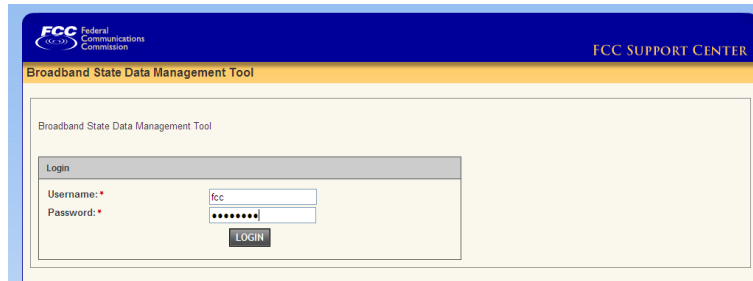 FCC Federal
Communications
Commission
FCC SUPPORT CENTER
Broadband State Data Management Tool
Broadband State Data Management Tool
Login
Username:* fcc
Password:* ••••••••
LOGIN